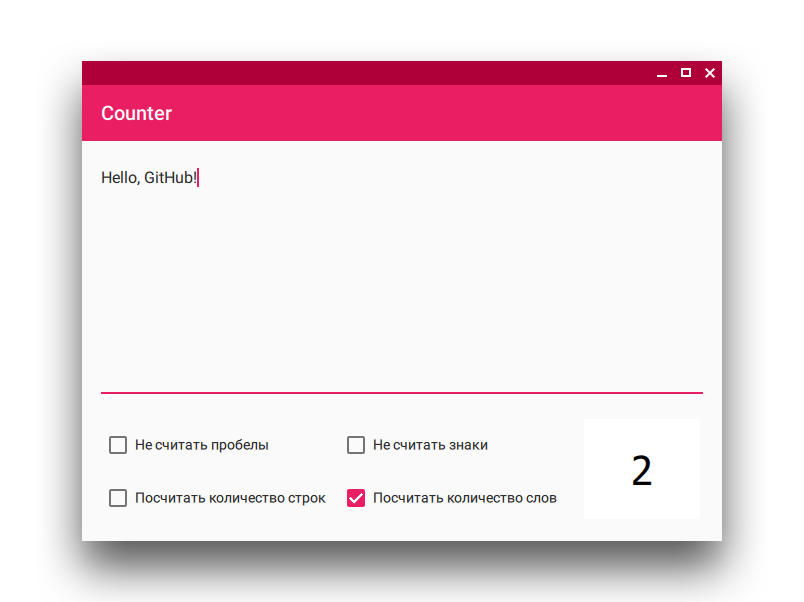 Counter
Hello, GitHub!
Не считать пробелы
Не считать знаки
Посчитать количество строк
Посчитать количество слов
2